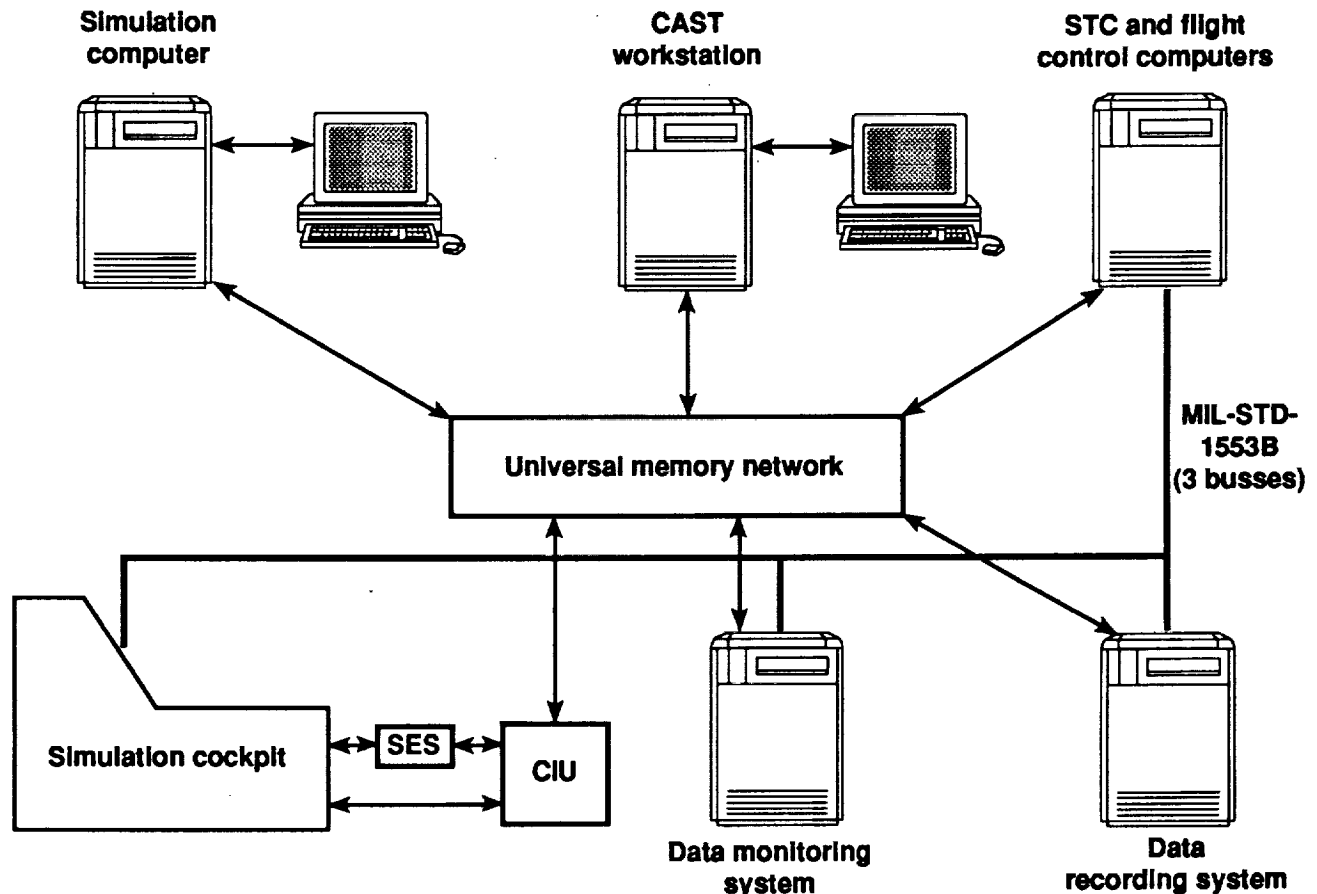 Simulation
computer
CAST
workstation
STC and flight
control computers
Universal memory network
MIL-STD-
1553B
(3 busses)
Simulation cockpit
SES
CIU
Data monitoring
system
Data
recording system